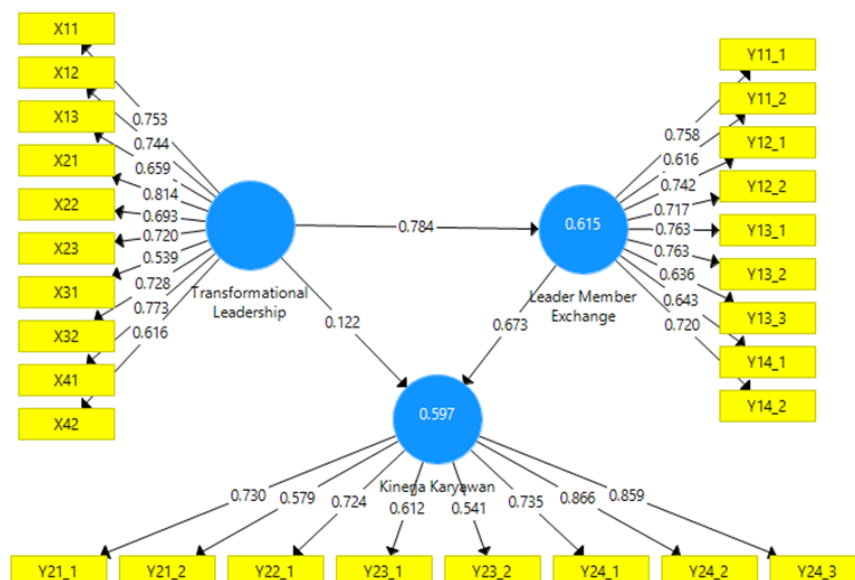 X11
X12
X13
X21
X22
X23
X31
X32
X41
X42
0.753
0.744
0.659
0.814
0.693
0.720
0.539
0.728
0.773
0.616
Transformational
Leadership
0.784
0.122
0.673
0.615
Leader Member
Exchange
0.758
0.616
0.742
0.717
0.763
0.763
0.636
0.643
0.720
Y11_1
Y11_2
Y12_1
Y12_2
Y13_1
Y13_2
Y13_3
Y14_1
Y14_2
0.597
Kinerja Karyawan
0.730
0.579
0.724
0.612
0.541
0.735
0.866
0.859
Y21_1
Y21_2
Y22_1
Y23_1
Y23_2
Y24_1
Y24_2
Y24_3